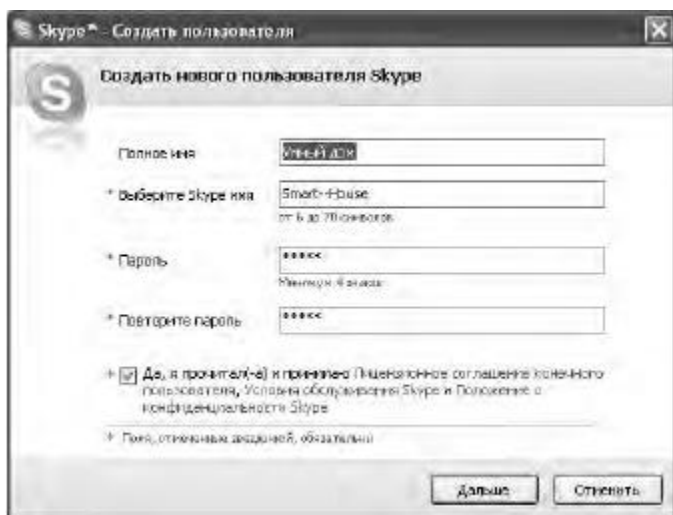 Skype™ - Создать пользователя
S
Создать нового пользователя Skype
Полное имя
Умный дом
* Выберите Skype имя
Smart-House
от 6 до 70 символов
* Пароль
*****
Минимум 4 знаков
* Повторите пароль
*****
* Да, я прочитал(-а) и принимаю Лицензионное соглашение конечного
пользователя, Условия обслуживания Skype и Положение о
конфиденциальности Skype
* Поля, отмеченные звездочкой, обязательны
Дальше
Отменить